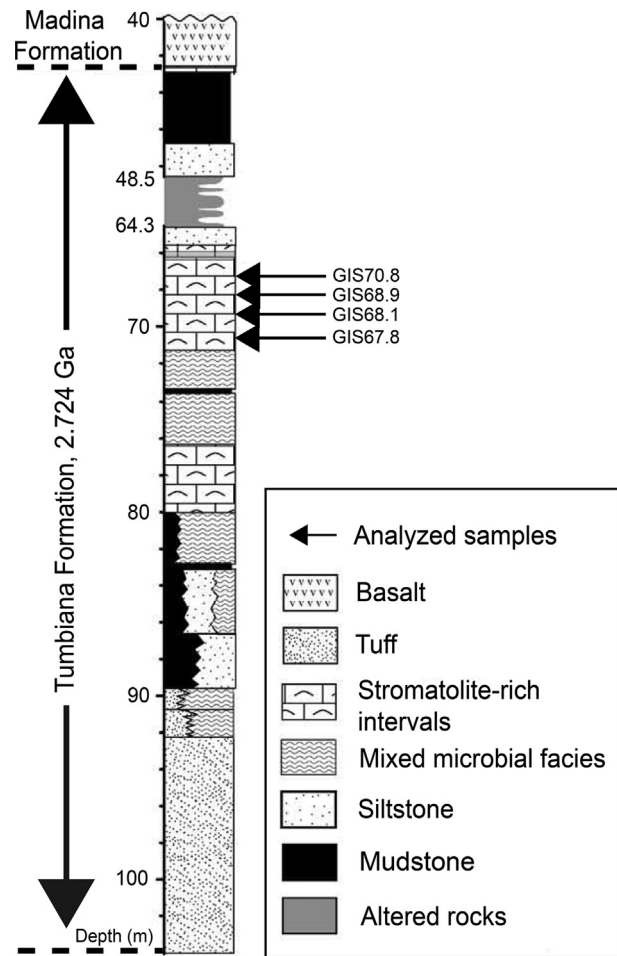 Madina
Formation
40
48.5
64.3
70
80
90
100
Depth (m)
Tumbiana Formation, 2.724 Ga
GIS70.8
GIS68.9
GIS68.1
GIS67.8
Analyzed samples
Basalt
Tuff
Stromatolite-rich
intervals
Mixed microbial facies
Siltstone
Mudstone
Altered rocks